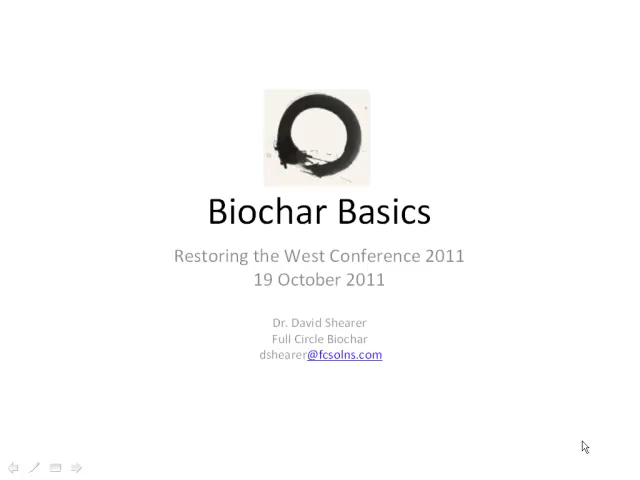 Biochar Basics
Restoring the West Conference 2011
19 October 2011
Dr. David Shearer
Full Circle Biochar
dshearer@fcsolns.com